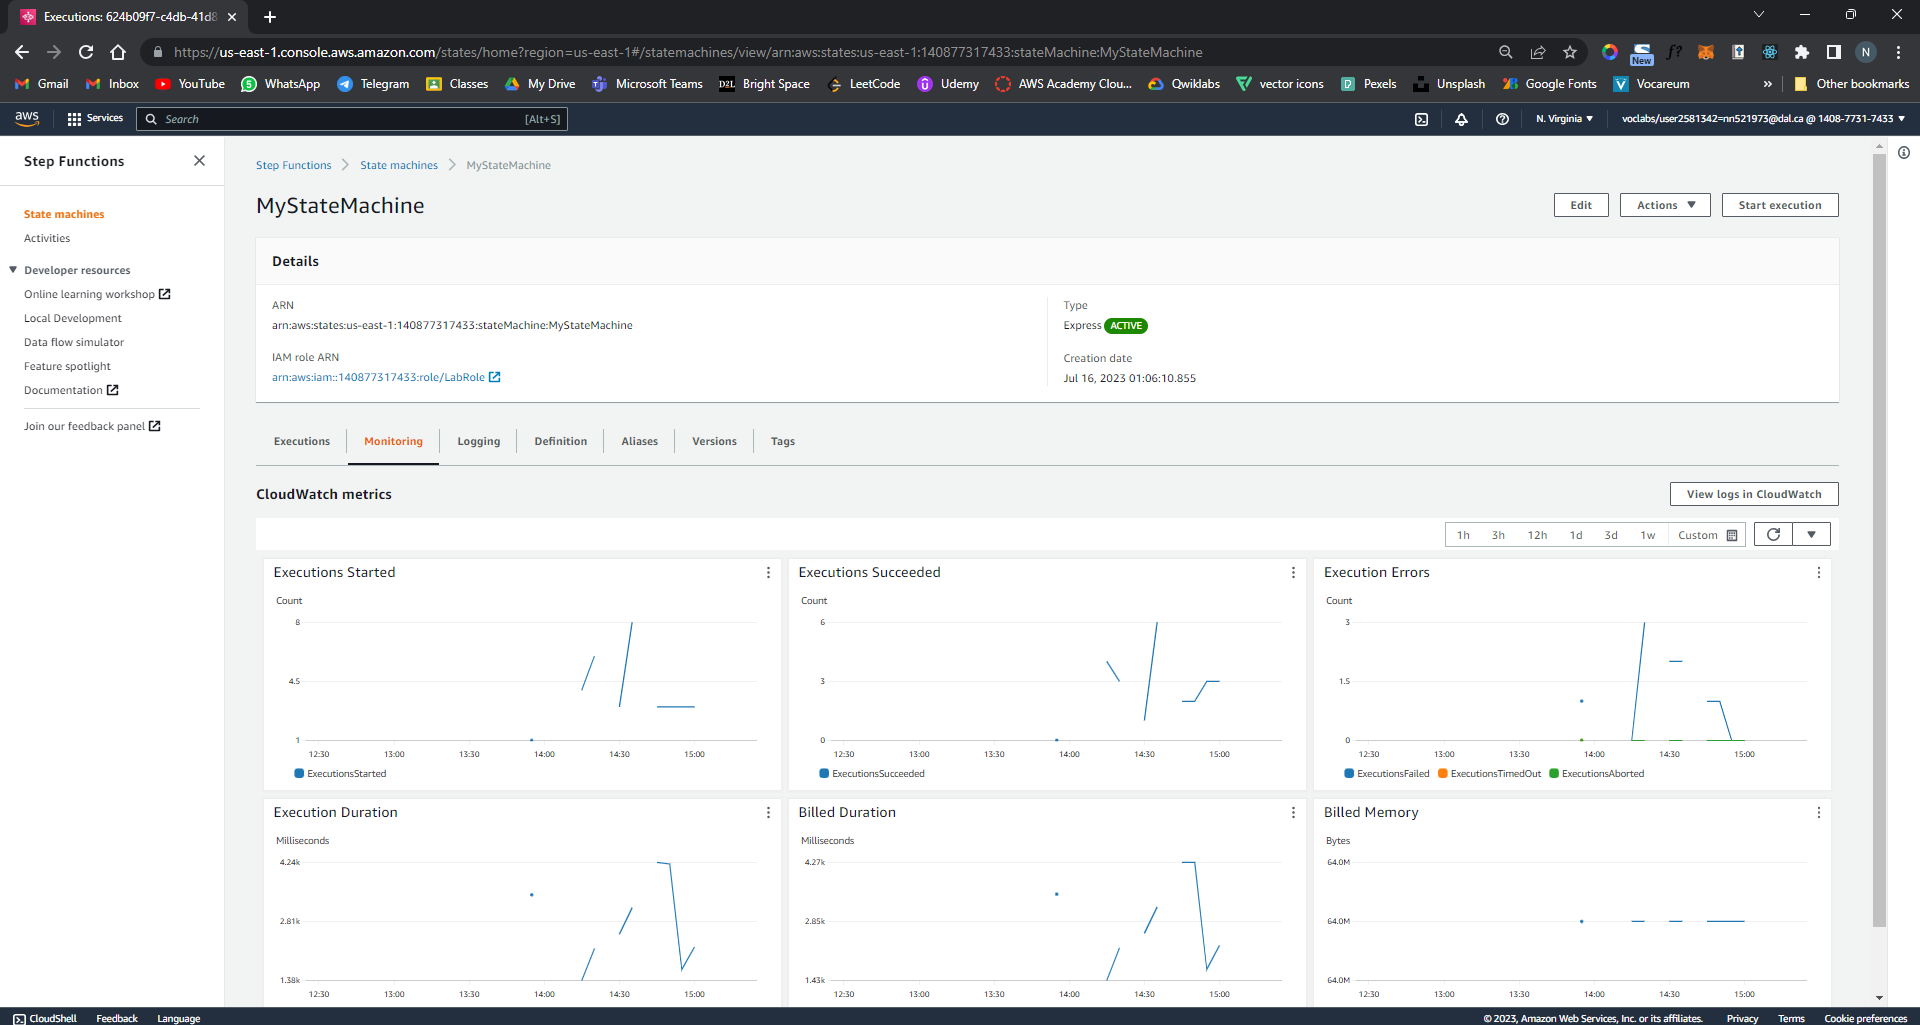 Executions: 624b09f7-c4db-41d8
https://us-east-1.console.aws.amazon.com/states/home?region=us-east-1#/statemachines/view/arn:aws:states:us-east-1:140877317433:stateMachine:MyStateMachine
f?
New
N
Gmail Inbox YouTube WhatsApp Telegram Classes My Drive Microsoft Teams Bright Space LeetCode Udemy AWS Academy Clou... Qwiklabs vector icons Pexels Unsplash Google Fonts Vocareum » Other bookmarks
aws Services Search [Alt+S] N. Virginia voclabs/user2581342=nn521973@dal.ca @ 1408-7731-7433
Step Functions
State machines
Activities
Developer resources
Online learning workshop
Local Development
Data flow simulator
Feature spotlight
Documentation
Join our feedback panel
Step Functions State machines MyStateMachine
MyStateMachine
Edit Actions Start execution
Details
ARN
arn:aws:states:us-east-1:140877317433:stateMachine:MyStateMachine
IAM role ARN
arn:aws:iam::140877317433:role/LabRole
Type
Express ACTIVE
Creation date
Jul 16, 2023 01:06:10.855
Executions Monitoring Logging Definition Aliases Versions Tags
CloudWatch metrics
View logs in CloudWatch
1h 3h 12h 1d 3d 1w Custom
Executions Started
Count
8
4.5
1
12:30 13:00 13:30 14:00 14:30 15:00
ExecutionsStarted
Executions Succeeded
Count
6
3
0
12:30 13:00 13:30 14:00 14:30 15:00
ExecutionsSucceeded
Execution Errors
Count
3
1.5
0
12:30 13:00 13:30 14:00 14:30 15:00
ExecutionsFailed ExecutionsTimedOut ExecutionsAborted
Execution Duration
Milliseconds
4.24k
2.81k
1.38k
12:30 13:00 13:30 14:00 14:30 15:00
Billed Duration
Milliseconds
4.27k
2.85k
1.43k
12:30 13:00 13:30 14:00 14:30 15:00
Billed Memory
Bytes
64.0M
64.0M
64.0M
12:30 13:00 13:30 14:00 14:30 15:00
CloudShell Feedback Language © 2023, Amazon Web Services, Inc. or its affiliates. Privacy Terms Cookie preferences